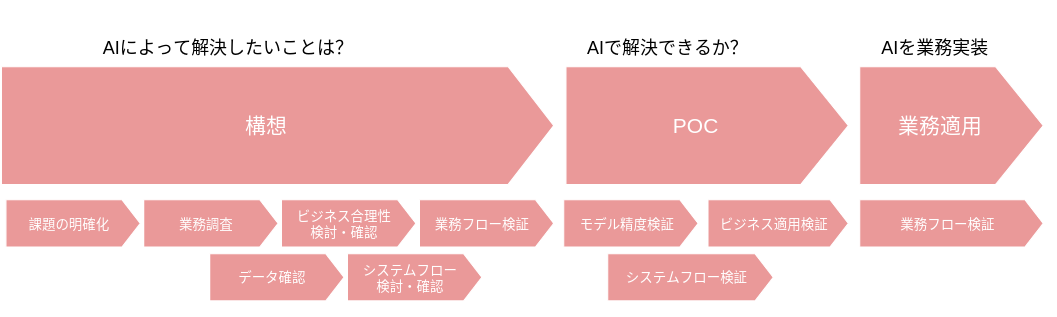 AIによって解決したいことは？
AIで解決できるか？
AIを業務実装
構想
POC
業務適用
課題の明確化
業務調査
ビジネス合理性
検討・確認
業務フロー検証
モデル精度検証
ビジネス適用検証
業務フロー検証
データ確認
システムフロー
検討・確認
システムフロー検証